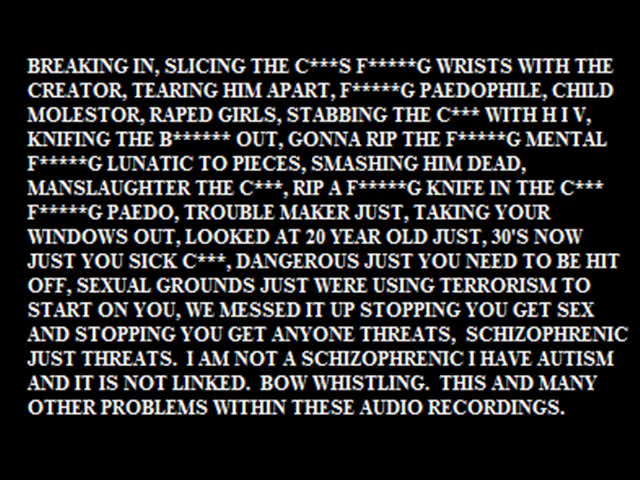 BREAKING IN, SLICING THE C***S F*****G WRISTS WITH THE
CREATOR, TEARING HIM APART, F*****G PAEDOPHILE, CHILD
MOLESTOR, RAPED GIRLS, STABBING THE C*** WITH H I V,
KNIFING THE B****** OUT, GONNA RIP THE F*****G MENTAL
F*****G LUNATIC TO PIECES, SMASHING HIM DEAD,
MANSLAUGHTER THE C***, RIP A F*****G KNIFE IN THE C***
F*****G PAEDO, TROUBLE MAKER JUST, TAKING YOUR
WINDOWS OUT, LOOKED AT 20 YEAR OLD JUST, 30'S NOW
JUST YOU SICK C***, DANGEROUS JUST YOU NEED TO BE HIT
OFF, SEXUAL GROUNDS JUST WERE USING TERRORISM TO
START ON YOU, WE MESSED IT UP STOPPING YOU GET SEX
AND STOPPING YOU GET ANYONE THREATS,  SCHIZOPHRENIC
JUST THREATS.  I AM NOT A SCHIZOPHRENIC I HAVE AUTISM
AND IT IS NOT LINKED.  BOW WHISTLING.  THIS AND MANY
OTHER PROBLEMS WITHIN THESE AUDIO RECORDINGS.